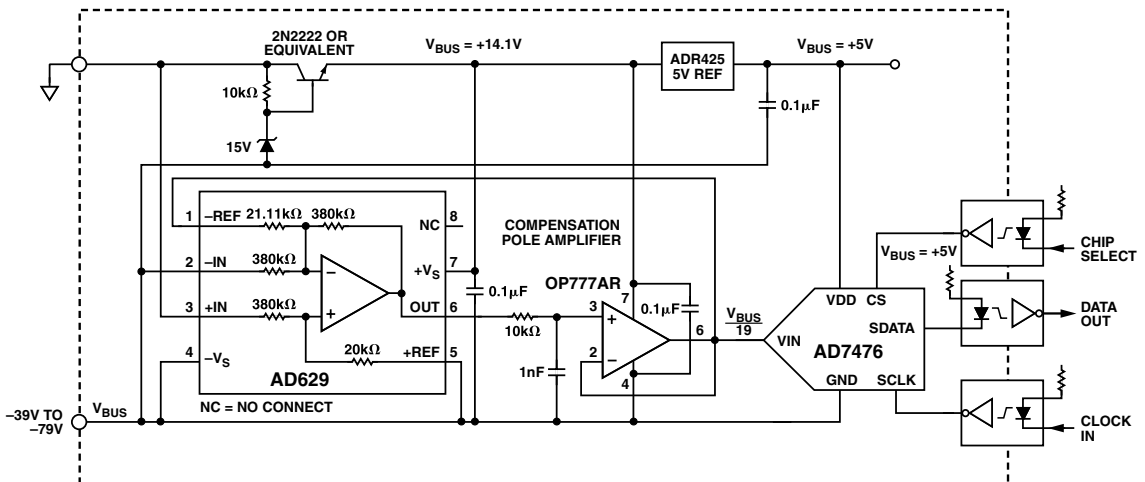 2N2222 OR
EQUIVALENT
V_BUS = +14.1V
ADR425
5V REF
V_BUS = +5V
10kΩ
0.1µF
15V
1
–REF
21.11kΩ
380kΩ
NC
8
2
–IN
380kΩ
–
+V_S
7
3
+IN
380kΩ
+
OUT
6
0.1µF
4
–V_S
20kΩ
+REF
5
AD629
NC = NO CONNECT
COMPENSATION
POLE AMPLIFIER
OP777AR
10kΩ
1nF
3
+
7
0.1µF
2
–
6
4
V_BUS
19
VIN
VDD
CS
SDATA
AD7476
GND
SCLK
V_BUS = +5V
CHIP
SELECT
DATA
OUT
CLOCK
IN
–39V TO
–79V
V_BUS